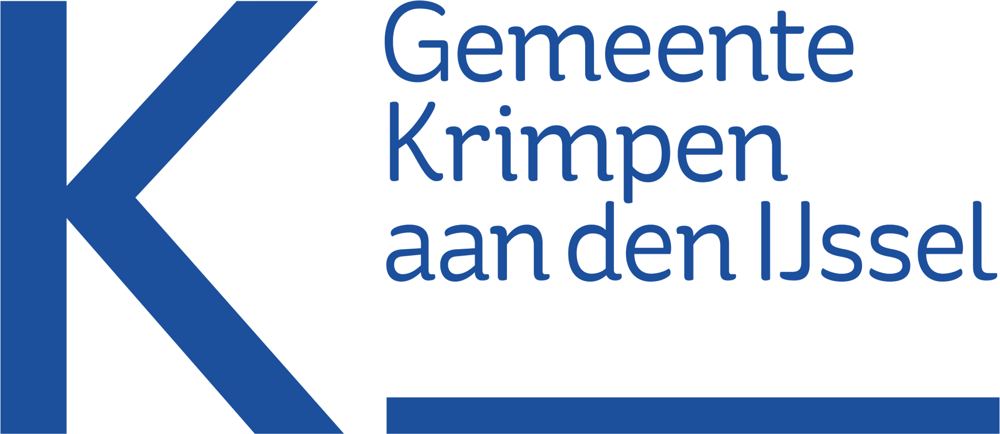 K
Gemeente
Krimpen
aan den IJssel